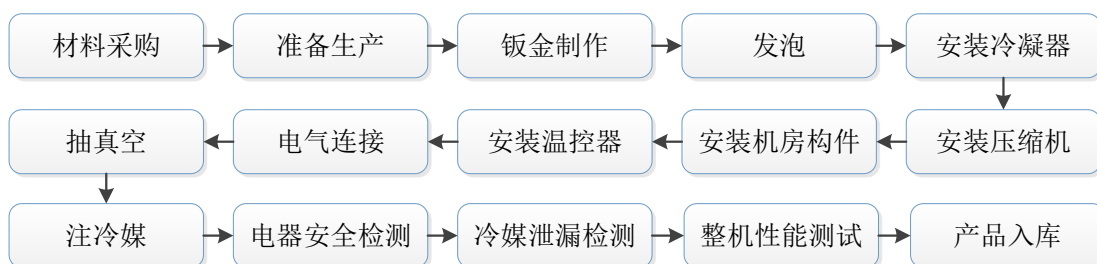 材料采购
准备生产
钣金制作
发泡
安装冷凝器
安装压缩机
安装机房构件
安装温控器
电气连接
抽真空
注冷媒
电器安全检测
冷媒泄漏检测
整机性能测试
产品入库